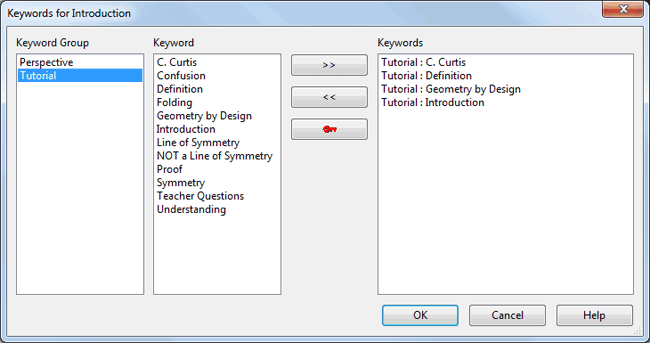 Keywords for Introduction
Keyword Group
Perspective
Tutorial
Keyword
C. Curtis
Confusion
Definition
Folding
Geometry by Design
Introduction
Line of Symmetry
NOT a Line of Symmetry
Proof
Symmetry
Teacher Questions
Understanding
>>
<<
Keywords
Tutorial : C. Curtis
Tutorial : Definition
Tutorial : Geometry by Design
Tutorial : Introduction
OK
Cancel
Help